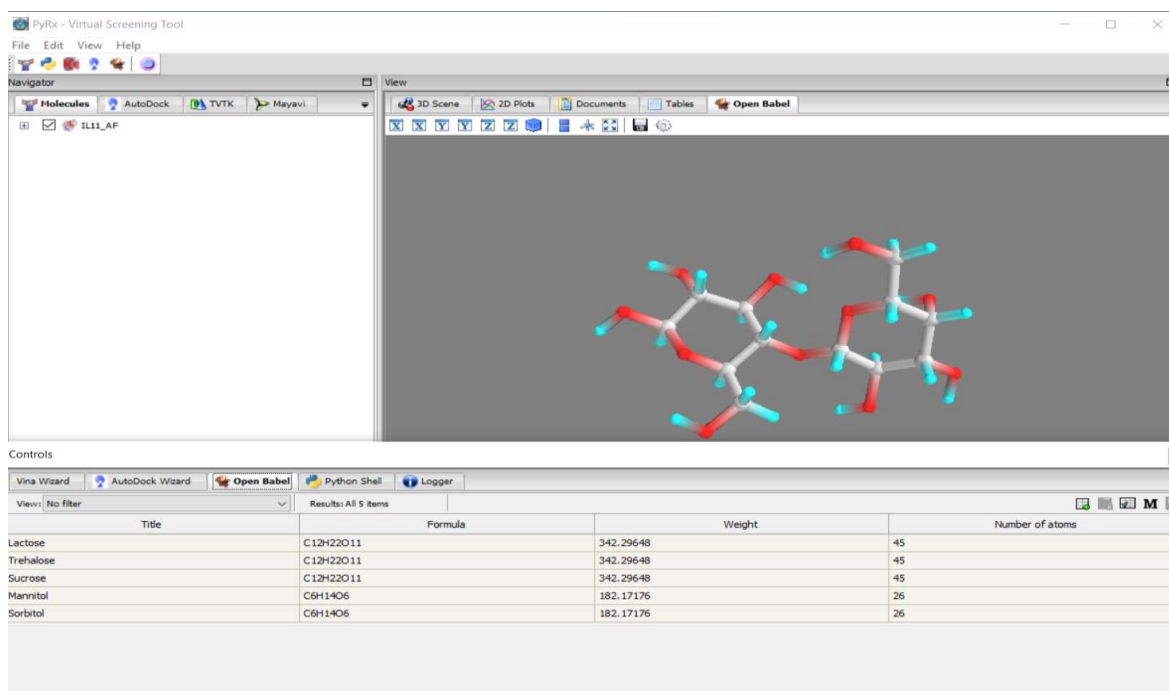 PyRx - Virtual Screening Tool
File Edit View Help
Navigator
View
Molecules AutoDock TVTK Mayavi
3D Scene 2D Plots Documents Tables Open Babel
IL11_AF
X X Y Y Z Z
Controls
Vina Wizard AutoDock Wizard Open Babel Python Shell Logger
View: No filter Results: All 5 items M
Title Formula Weight Number of atoms
Lactose C12H22O11 342.29648 45
Trehalose C12H22O11 342.29648 45
Sucrose C12H22O11 342.29648 45
Mannitol C6H14O6 182.17176 26
Sorbitol C6H14O6 182.17176 26